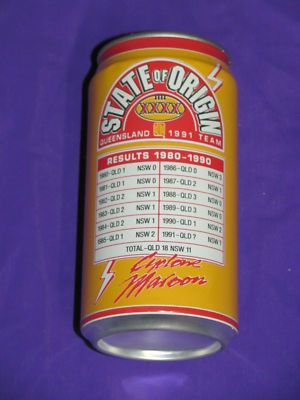 STATE OF ORIGIN
XXXX
QUEENSLAND 1991 TEAM
RESULTS 1980-1990
1980-QLD 1 NSW 0 1986-QLD 0 NSW 3
1981-QLD 1 NSW 0 1987-QLD 2 NSW 1
1982-QLD 2 NSW 1 1988-QLD 3 NSW 0
1983-QLD 2 NSW 1 1989-QLD 3 NSW 0
1984-QLD 2 NSW 1 1990-QLD 1 NSW 2
1985-QLD 1 NSW 2 1991-QLD ? NSW ?
TOTAL-QLD 18 NSW 11
Cyclone
Maroon